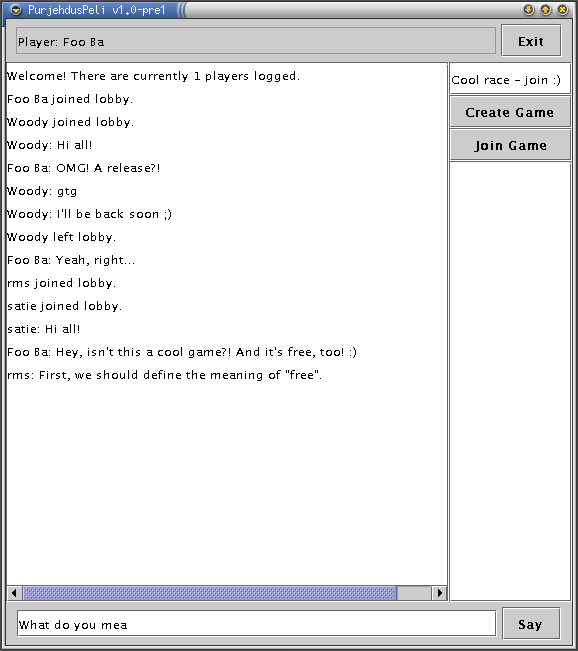 PurjehdusPeli v1.0-pre1
Player: Foo Ba
Exit
Welcome! There are currently 1 players logged.
Foo Ba joined lobby.
Woody joined lobby.
Woody: Hi all!
Foo Ba: OMG! A release?!
Woody: gtg
Woody: I'll be back soon ;)
Woody left lobby.
Foo Ba: Yeah, right...
rms joined lobby.
satie joined lobby.
satie: Hi all!
Foo Ba: Hey, isn't this a cool game?! And it's free, too! :)
rms: First, we should define the meaning of "free".
Cool race - join :)
Create Game
Join Game
What do you mea
Say